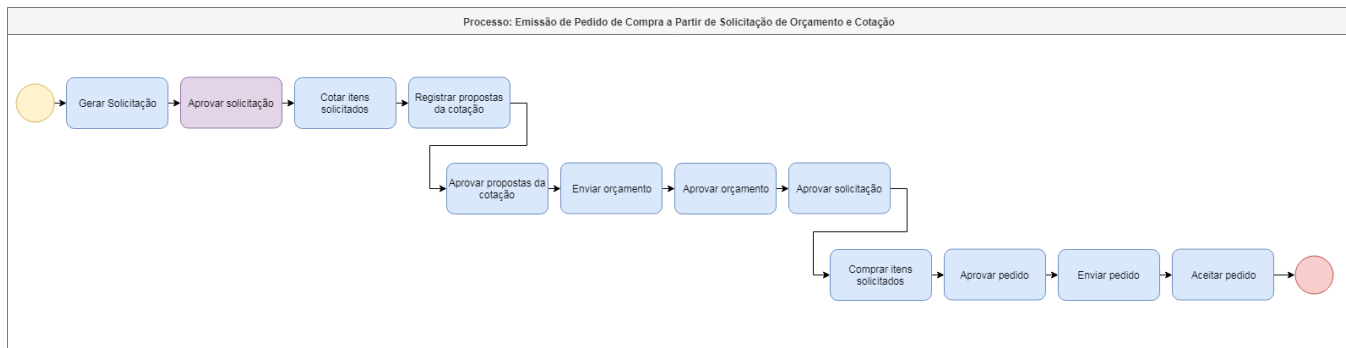 Processo: Emissão de Pedido de Compra a Partir de Solicitação de Orçamento e Cotação
Gerar Solicitação
Aprovar solicitação
Cotar itens
solicitados
Registrar propostas
da cotação
Aprovar propostas da
cotação
Enviar orçamento
Aprovar orçamento
Aprovar solicitação
Comprar itens
solicitados
Aprovar pedido
Enviar pedido
Aceitar pedido